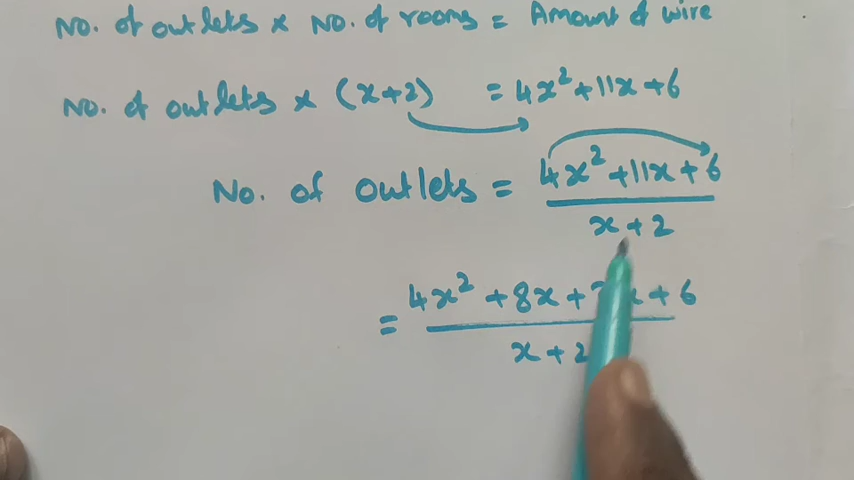 No. of outlets × No. of rooms = Amount of wire
No. of outlets × (x+2) = 4x²+11x+6
No. of outlets = 4x²+11x+6
x+2
= 4x²+8x+ x+6
x+2